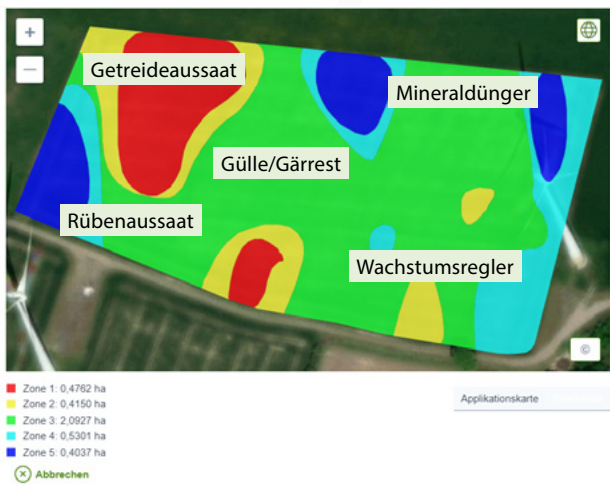 +
−
Getreideaussaat
Mineraldünger
Gülle/Gärrest
Rübenaussaat
Wachstumsregler
©
Zone 1: 0,4762 ha
Zone 2: 0,4150 ha
Zone 3: 2,0927 ha
Zone 4: 0,5301 ha
Zone 5: 0,4037 ha
Applikationskarte
Abbrechen